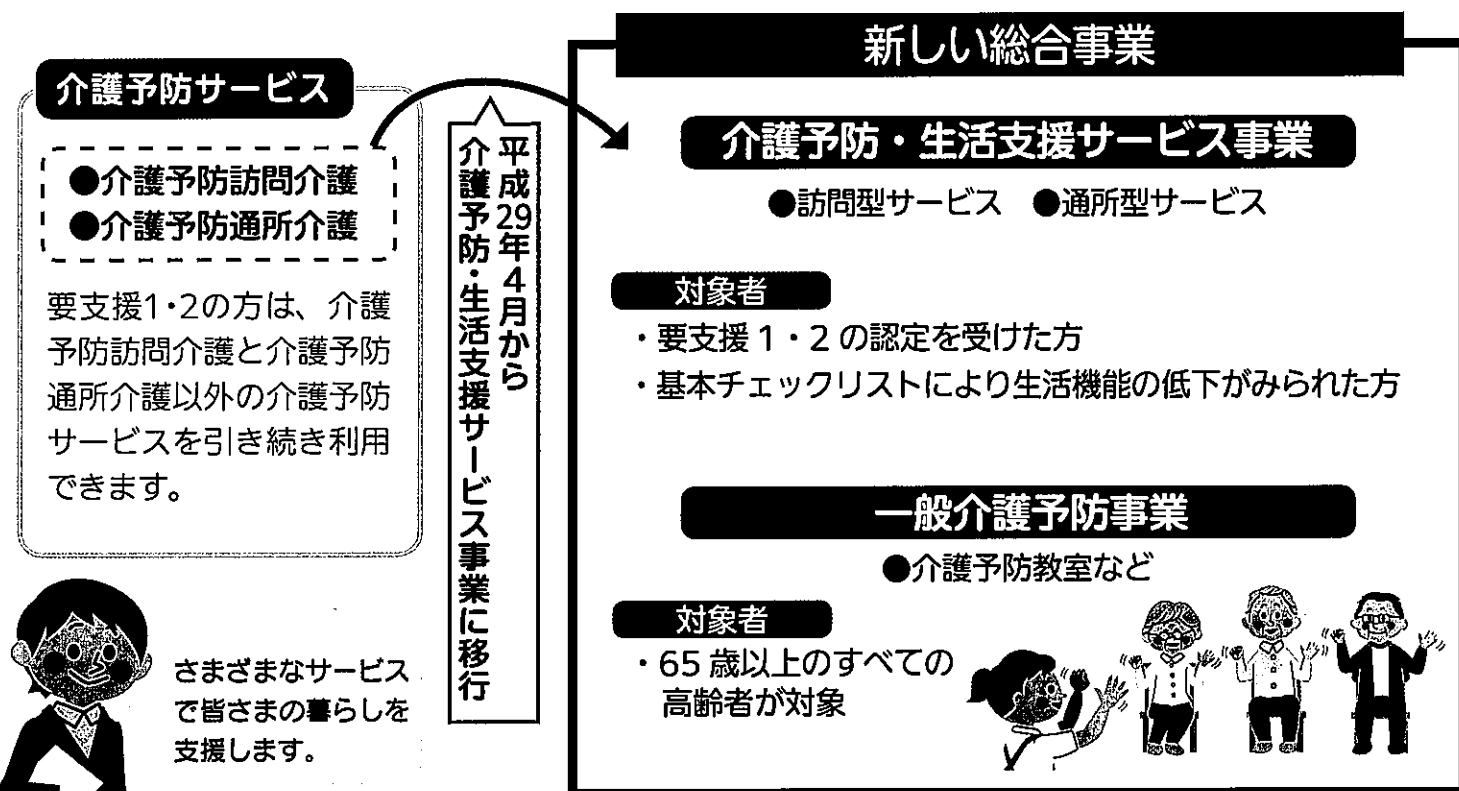 介護予防サービス
●介護予防訪問介護
●介護予防通所介護
要支援1・2の方は、介護
予防訪問介護と介護予防
通所介護以外の介護予防
サービスを引き続き利用
できます。
さまざまなサービス
で皆さまの暮らしを
支援します。
平成29年4月から
介護予防・生活支援サービス事業に移行
新しい総合事業
介護予防・生活支援サービス事業
●訪問型サービス ●通所型サービス
対象者
・要支援1・2の認定を受けた方
・基本チェックリストにより生活機能の低下がみられた方
一般介護予防事業
●介護予防教室など
対象者
・65歳以上のすべての
高齢者が対象